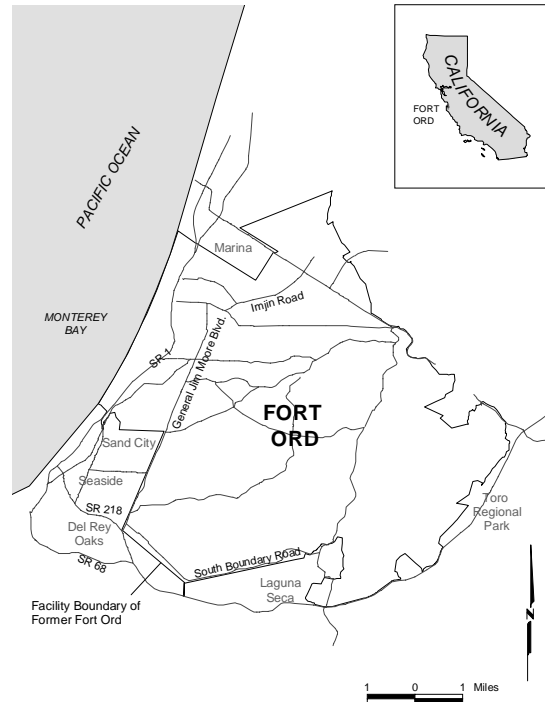 CALIFORNIA
FORT
ORD
PACIFIC OCEAN
Marina
Imjin Road
MONTEREY
BAY
General Jim Moore Blvd.
SR 1
FORT
ORD
Sand City
Seaside
SR 218
Toro
Regional
Park
Del Rey
Oaks
SR 68
South Boundary Road
Laguna
Seca
Facility Boundary of
Former Fort Ord
N
1 0 1 Miles